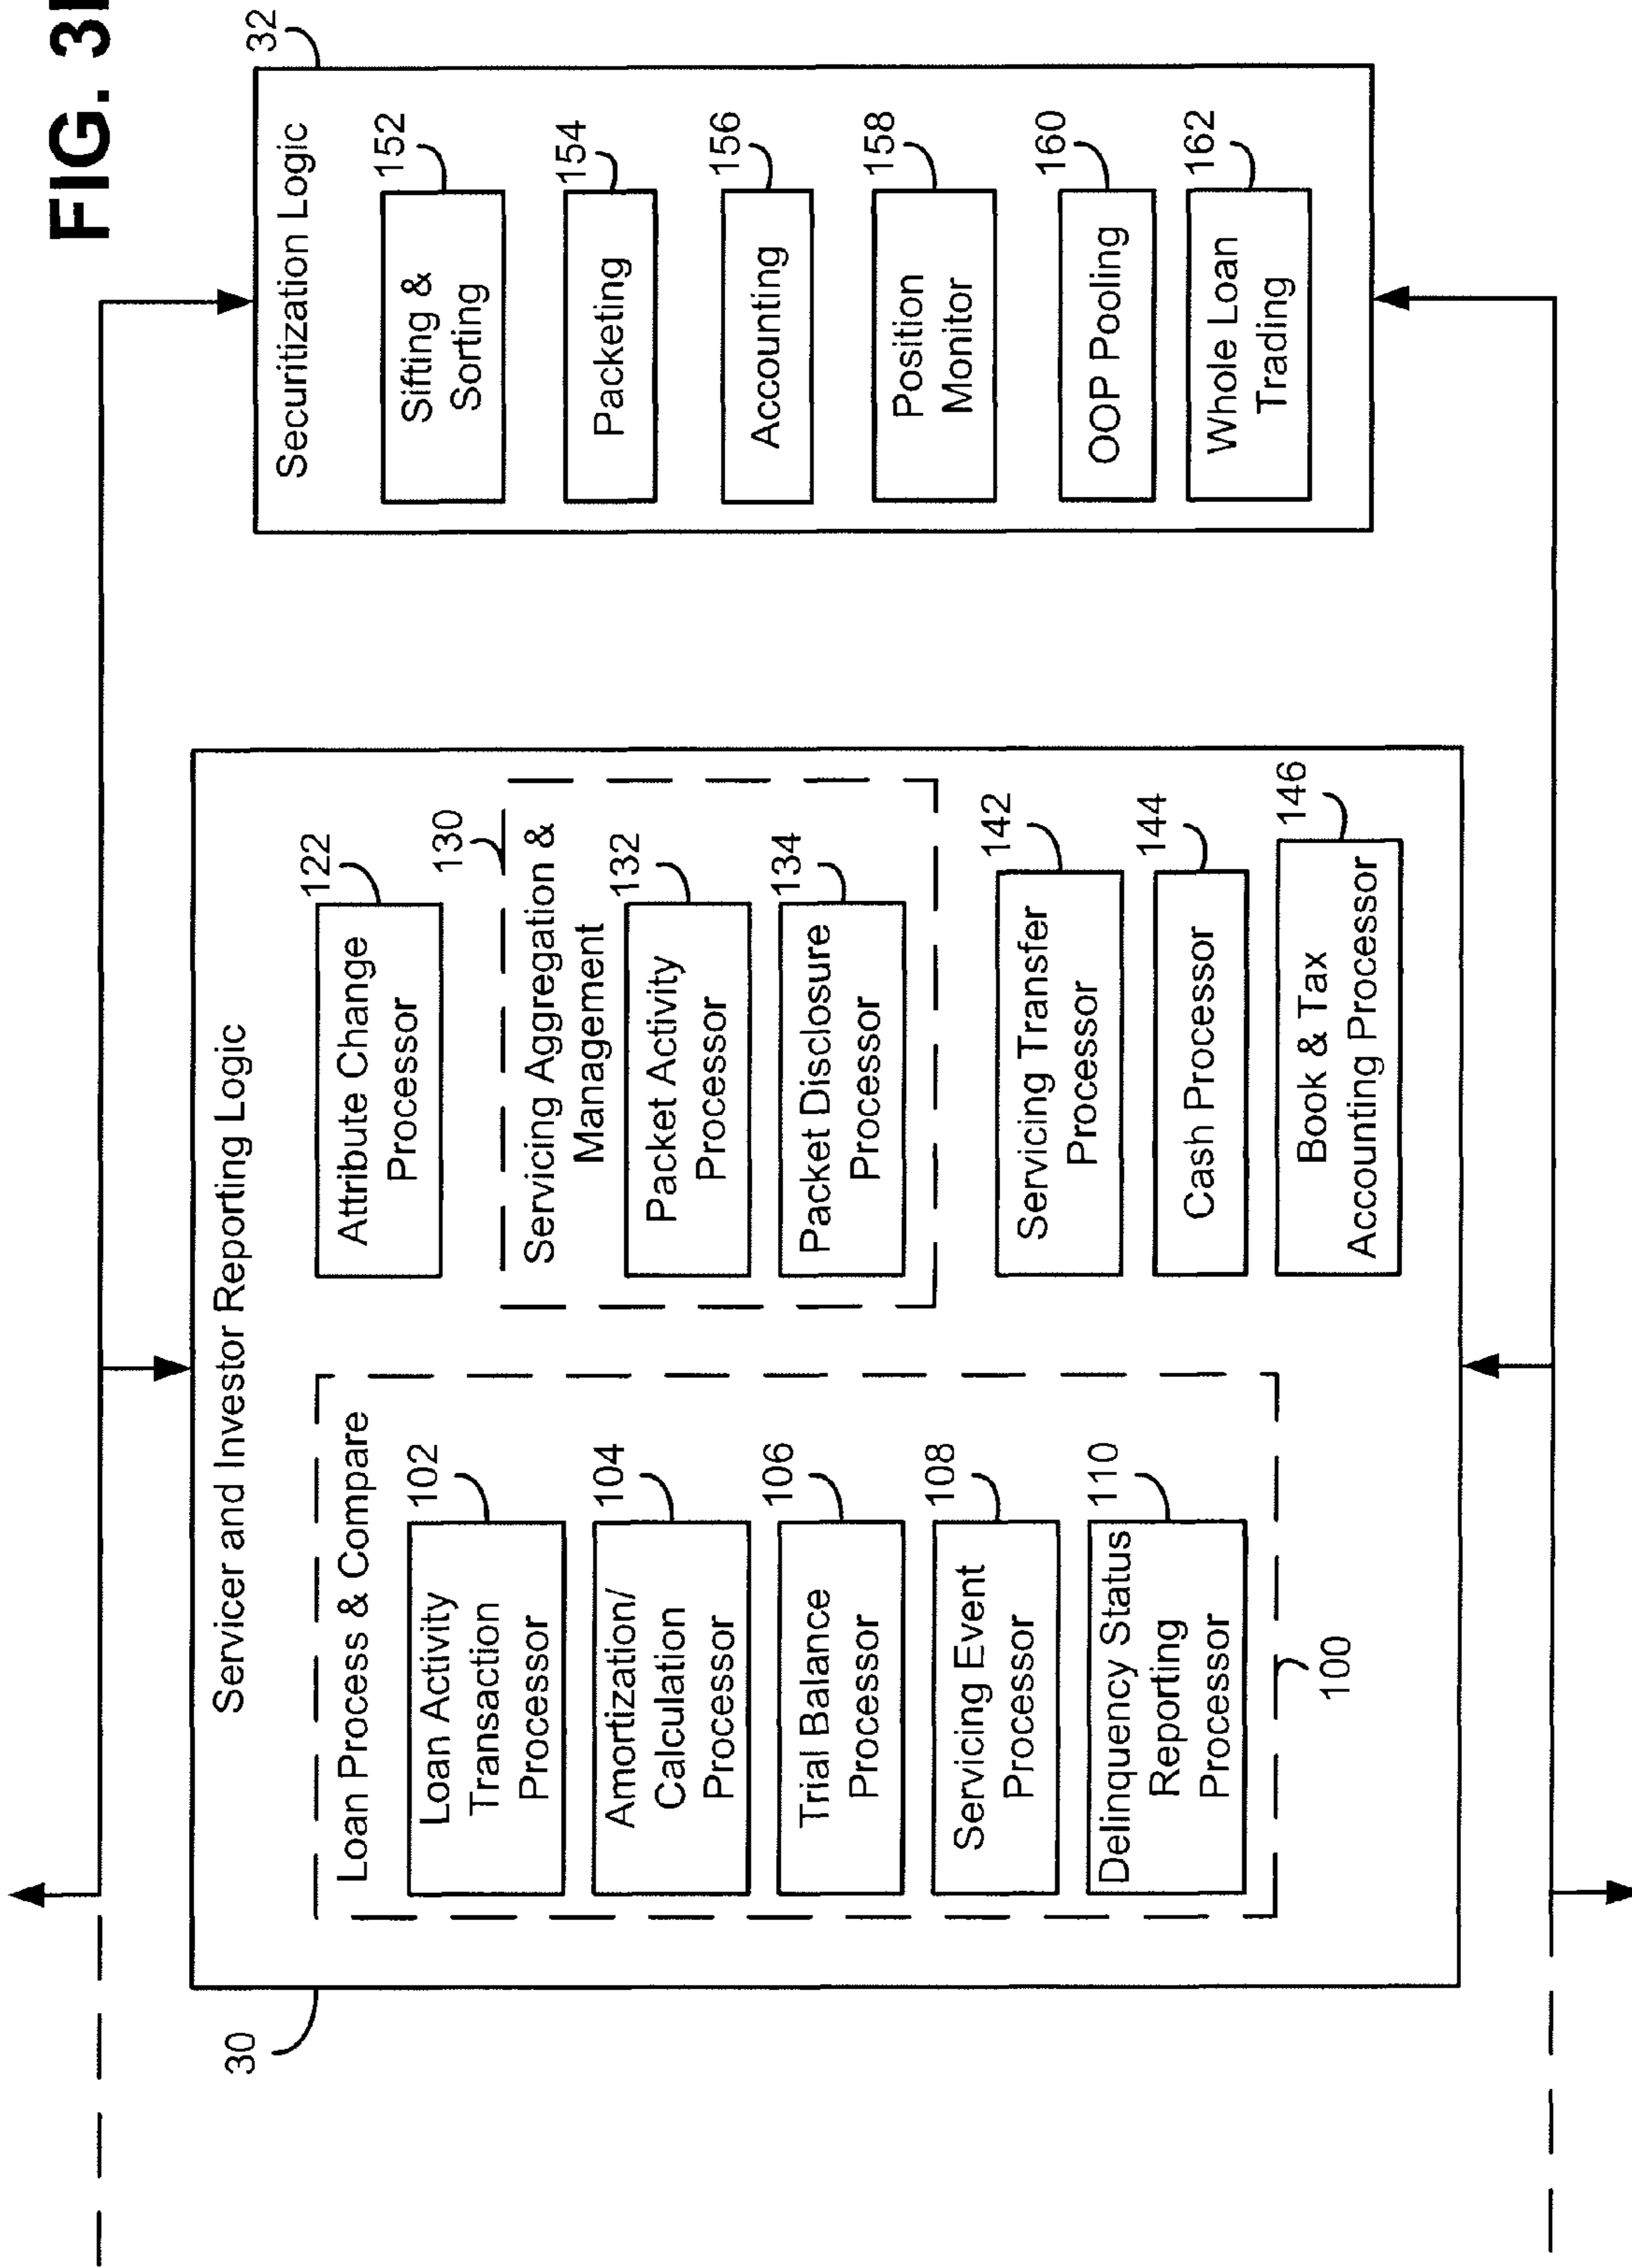 FIG. 3
30
Servicer and Investor Reporting Logic
Loan Process & Compare
102
Loan Activity
Transaction
Processor
104
Amortization/
Calculation
Processor
106
Trial Balance
Processor
108
Servicing Event
Processor
110
Delinquency Status
Reporting
Processor
100
122
Attribute Change
Processor
130
Servicing Aggregation &
Management
132
Packet Activity
Processor
134
Packet Disclosure
Processor
142
Servicing Transfer
Processor
144
Cash Processor
146
Book & Tax
Accounting Processor
32
Securitization Logic
152
Sifting &
Sorting
154
Packeting
156
Accounting
158
Position
Monitor
160
OOP Pooling
162
Whole Loan
Trading